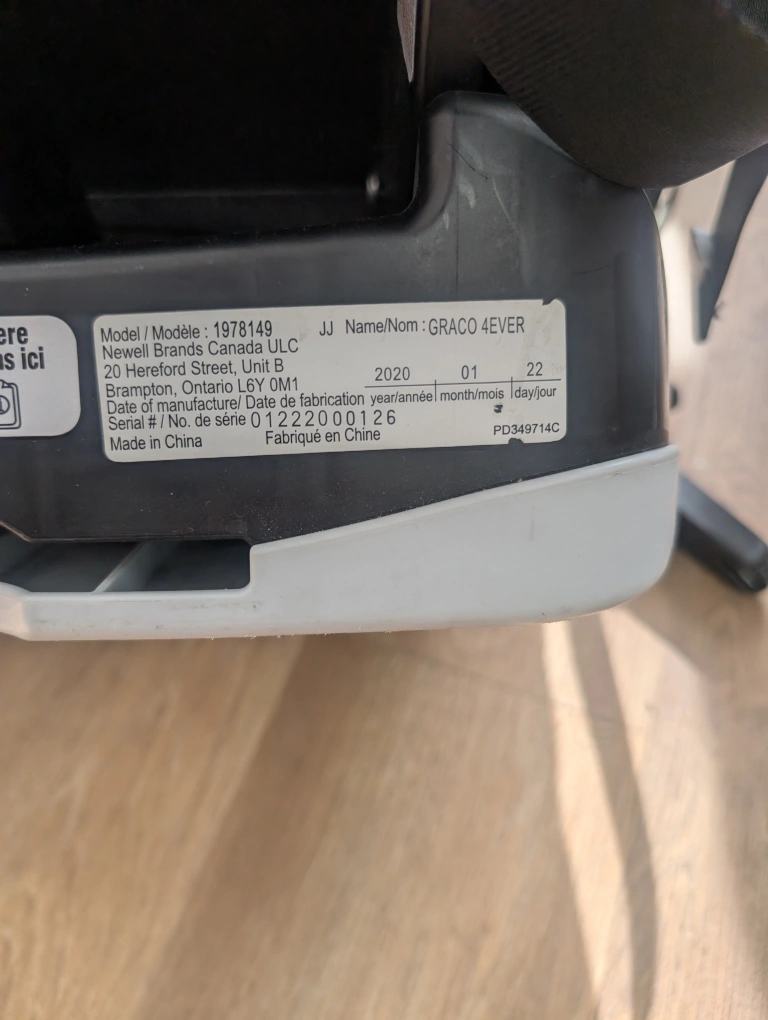 ere
s ici
Model / Modèle : 1978149 JJ Name/Nom : GRACO 4EVER
Newell Brands Canada ULC
20 Hereford Street, Unit B
Brampton, Ontario L6Y 0M1 2020 01 22
Date of manufacture/ Date de fabrication year/année month/mois day/jour
Serial # / No. de série 01222000126
Made in China Fabriqué en Chine PD349714C